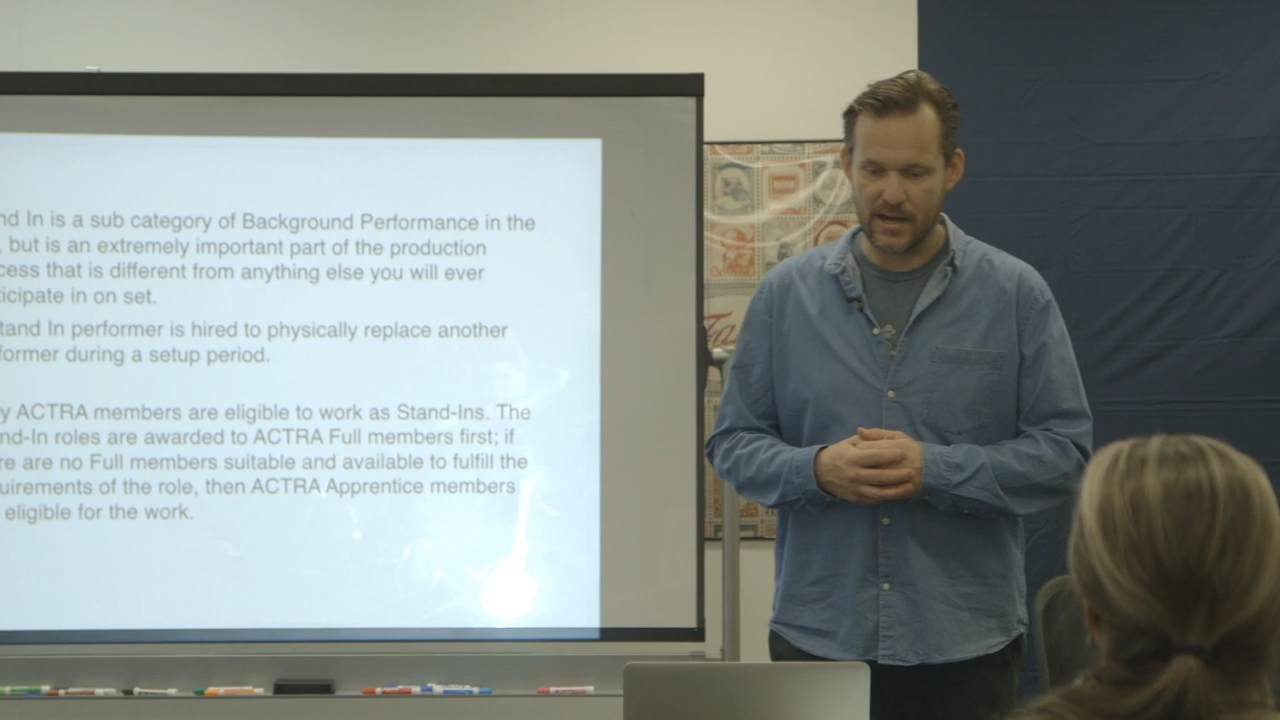 nd In is a sub category of Background Performance in the
, but is an extremely important part of the production
cess that is different from anything else you will ever
ticipate in on set.
tand In performer is hired to physically replace another
former during a setup period.
y ACTRA members are eligible to work as Stand-Ins. The
nd-In roles are awarded to ACTRA Full members first; if
re are no Full members suitable and available to fulfill the
uirements of the role, then ACTRA Apprentice members
eligible for the work.